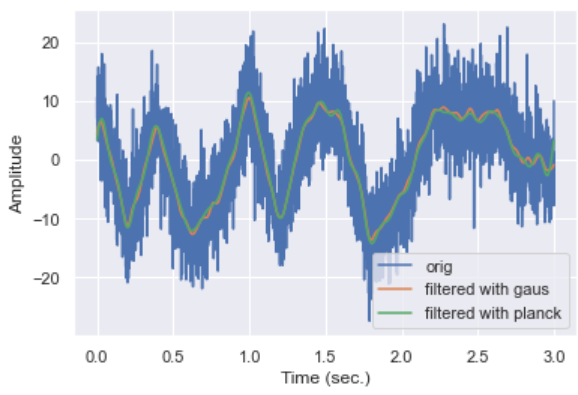 20
10
0
−10
−20
Amplitude
orig
filtered with gaus
filtered with planck
0.0 0.5 1.0 1.5 2.0 2.5 3.0
Time (sec.)